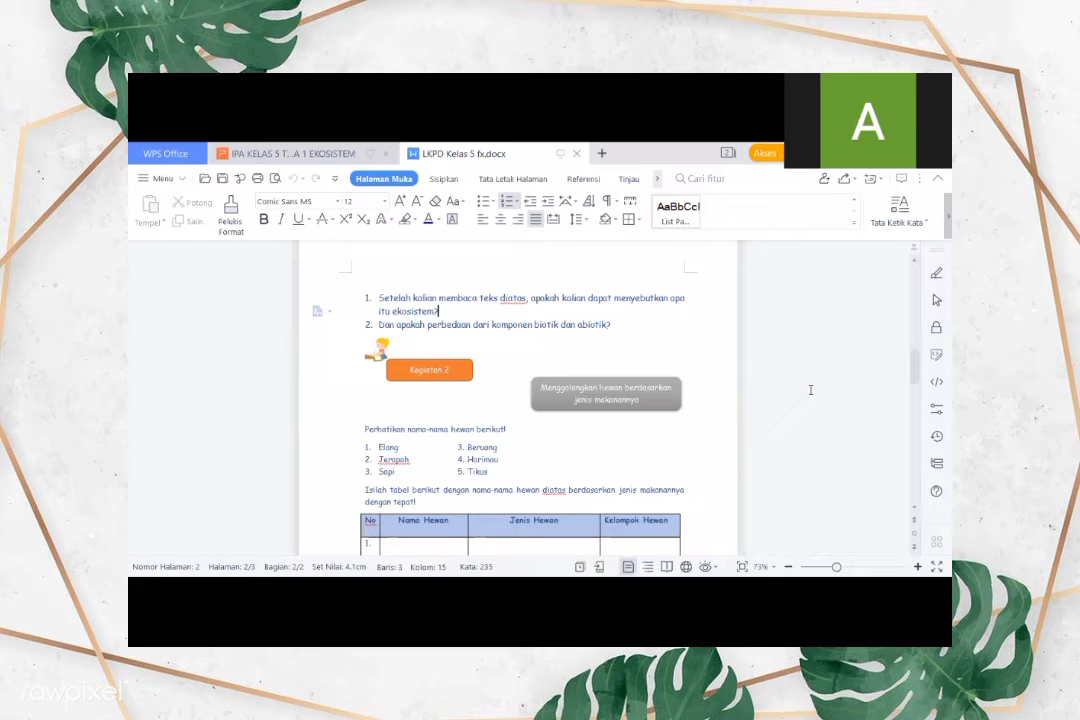 A
WPS Office
IPA KELAS 5 T...A 1 EKOSISTEM
LKPD Kelas 5 fx.docx
Akses
Menu
Halaman Muka
Sisipkan
Tata Letak Halaman
Referensi
Tinjau
Cari fitur
Tempel
Potong
Salin
Pelukis
Format
Comic Sans MS
12
AaBbCcI
List Pa...
Tata Ketik Kata
1. Setelah kalian membaca teks diatas, apakah kalian dapat menyebutkan apa
itu ekosistem?
2. Dan apakah perbedaan dari komponen biotik dan abiotik?
Kegiatan 2
Menggolongkan hewan berdasarkan
jenis makanannya
Perhatikan nama-nama hewan berikut!
1. Elang 3. Beruang
2. Jerapah 4. Harimau
3. Sapi 5. Tikus
Isilah tabel berikut dengan nama-nama hewan diatas berdasarkan jenis makanannya
dengan tepat!
No Nama Hewan Jenis Hewan Kelompok Hewan
1.
Nomor Halaman: 2 Halaman: 2/3 Bagian: 2/2 Set Nilai: 4.1cm Baris: 3 Kolom: 15 Kata: 235
73%
rawpixel